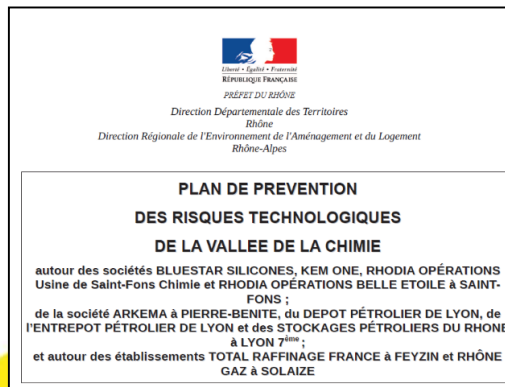 Liberté • Égalité • Fraternité
RÉPUBLIQUE FRANÇAISE
PRÉFET DU RHÔNE
Direction Départementale des Territoires
Rhône
Direction Régionale de l'Environnement de l'Aménagement et du Logement
Rhône-Alpes
PLAN DE PREVENTION
DES RISQUES TECHNOLOGIQUES
DE LA VALLEE DE LA CHIMIE
autour des sociétés BLUESTAR SILICONES, KEM ONE, RHODIA OPÉRATIONS
Usine de Saint-Fons Chimie et RHODIA OPÉRATIONS BELLE ETOILE à SAINT-
FONS ;
de la société ARKEMA à PIERRE-BENITE, du DEPOT PÉTROLIER DE LYON, de
l'ENTREPOT PÉTROLIER DE LYON et des STOCKAGES PÉTROLIERS DU RHONE
à LYON 7ème ;
et autour des établissements TOTAL RAFFINAGE FRANCE à FEYZIN et RHÔNE
GAZ à SOLAIZE